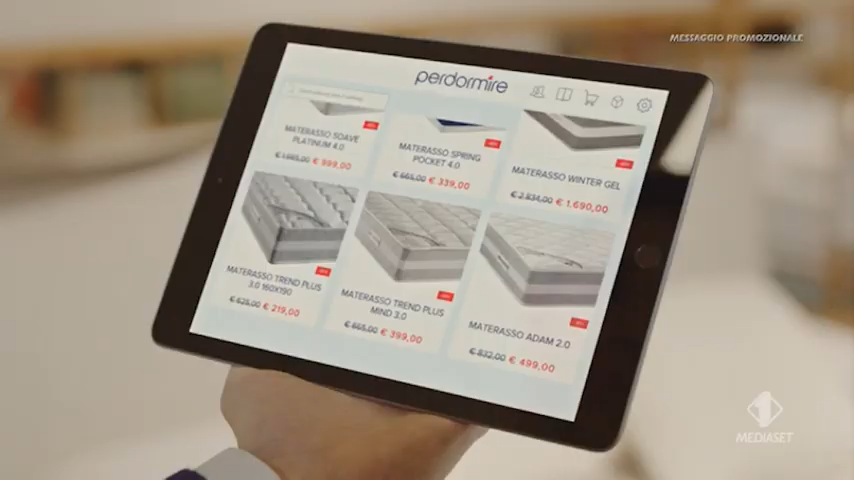 MESSAGGIO PROMOZIONALE
perdormire
MATERASSO SOAVE
PLATINUM 4.0
€ 999,00
MATERASSO SPRING
POCKET 4.0
€ 665,00 € 339,00
MATERASSO WINTER GEL
€ 2.834,00 € 1.690,00
MATERASSO TREND PLUS
3.0 160X190
€ 625,00 € 219,00
MATERASSO TREND PLUS
MIND 3.0
€ 665,00 € 399,00
MATERASSO ADAM 2.0
€ 832,00 € 499,00
1
MEDIASET